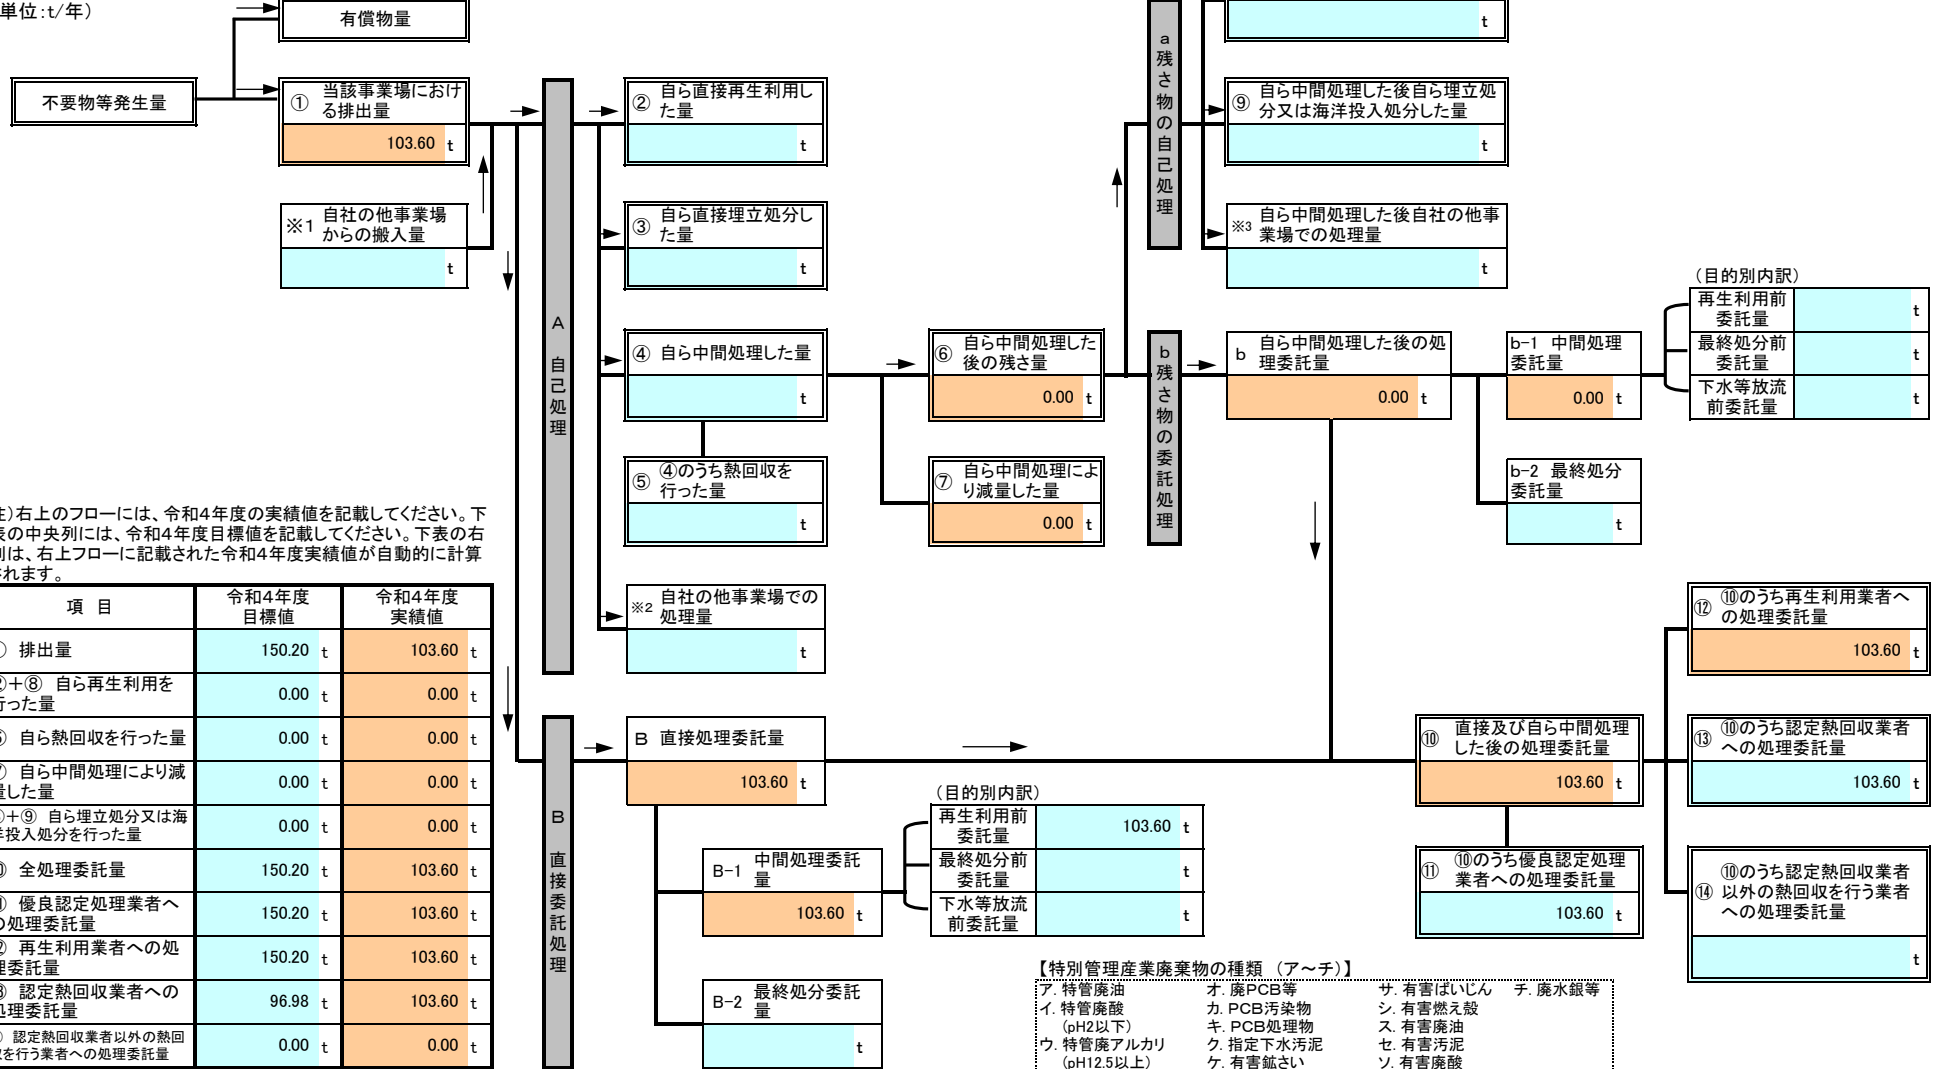 単位:t/年)
有償物量
不要物等発生量
① 当該事業場におけ
る排出量
103.60 t
※1 自社の他事業場
からの搬入量
t
A 自己処理
② 自ら直接再生利用し
た量
t
③ 自ら直接埋立処分し
た量
t
④ 自ら中間処理した量
t
⑤ ④のうち熱回収を
行った量
t
※2 自社の他事業場での
処理量
t
⑥ 自ら中間処理した
後の残さ量
0.00 t
⑦ 自ら中間処理によ
り減量した量
0.00 t
a 残さ物の自己処理
t
⑨ 自ら中間処理した後自ら埋立処
分又は海洋投入処分した量
t
※3 自ら中間処理した後自社の他事
業場での処理量
t
b 残さ物の委託処理
b 自ら中間処理した後の処
理委託量
0.00 t
b-1 中間処理
委託量
0.00 t
b-2 最終処分
委託量
t
(目的別内訳)
再生利用前
委託量
t
最終処分前
委託量
t
下水等放流
前委託量
t
注)右上のフローには、令和4年度の実績値を記載してください。下
表の中央列には、令和4年度目標値を記載してください。下表の右
列は、右上フローに記載された令和4年度実績値が自動的に計算
されます。
項 目 令和4年度
目標値 令和4年度
実績値
排出量 150.20 t 103.60 t
②+⑧ 自ら再生利用を
行った量 0.00 t 0.00 t
自ら熱回収を行った量 0.00 t 0.00 t
自ら中間処理により減
量した量 0.00 t 0.00 t
+⑨ 自ら埋立処分又は海
洋投入処分を行った量 0.00 t 0.00 t
全処理委託量 150.20 t 103.60 t
優良認定処理業者へ
の処理委託量 150.20 t 103.60 t
再生利用業者への処
理委託量 150.20 t 103.60 t
認定熱回収業者への
処理委託量 96.98 t 103.60 t
認定熱回収業者以外の熱回
収を行う業者への処理委託量 0.00 t 0.00 t
B 直接委託処理
B 直接処理委託量
103.60 t
B-1 中間処理委託
量
103.60 t
B-2 最終処分委託
量
t
(目的別内訳)
再生利用前
委託量
103.60 t
最終処分前
委託量
t
下水等放流
前委託量
t
⑩ 直接及び自ら中間処理
した後の処理委託量
103.60 t
⑪ ⑩のうち優良認定処理
業者への処理委託量
103.60 t
⑫ ⑩のうち再生利用業者へ
の処理委託量
103.60 t
⑬ ⑩のうち認定熱回収業者
への処理委託量
103.60 t
⑭ ⑩のうち認定熱回収業者
以外の熱回収を行う業者
への処理委託量
t
【特別管理産業廃棄物の種類 (ア~チ)】
ア. 特管廃油 オ. 廃PCB等 サ. 有害ばいじん チ. 廃水銀等
イ. 特管廃酸 カ. PCB汚染物 シ. 有害燃え殻
(pH2以下) キ. PCB処理物 ス. 有害廃油
ウ. 特管廃アルカリ ク. 指定下水汚泥 セ. 有害汚泥
(pH12.5以上) ケ. 有害鉱さい ソ. 有害廃酸